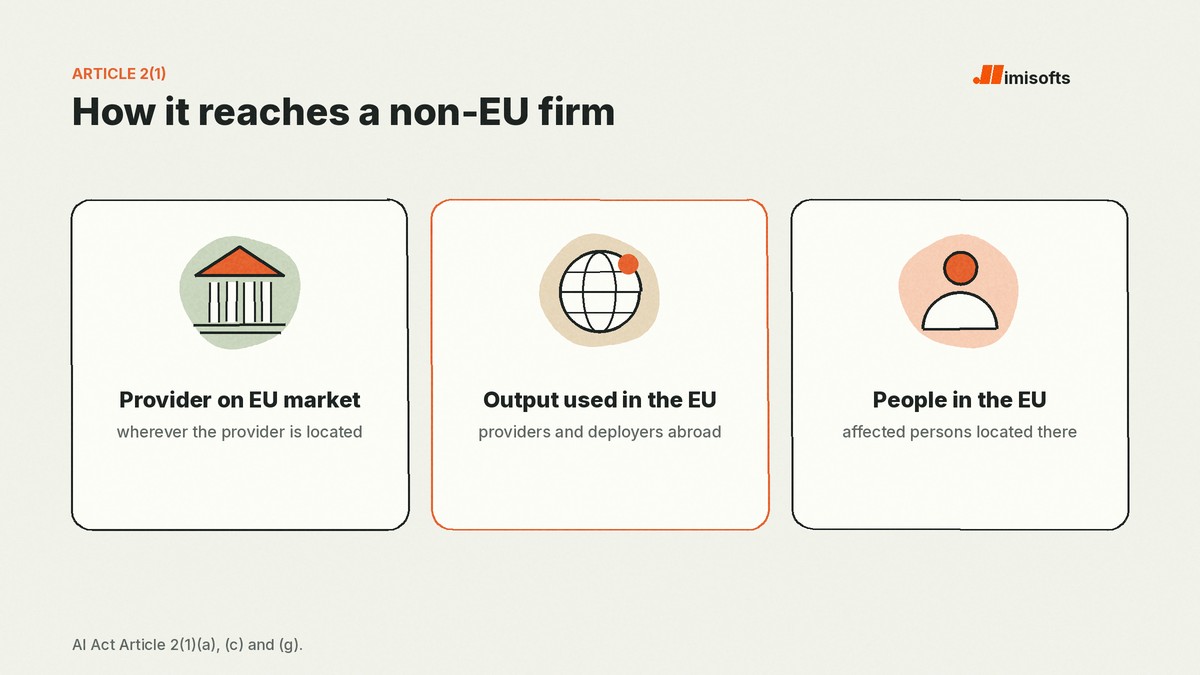 ARTICLE 2(1)
How it reaches a non-EU firm
imisofts
Provider on EU market
wherever the provider is located
Output used in the EU
providers and deployers abroad
People in the EU
affected persons located there
AI Act Article 2(1)(a), (c) and (g).